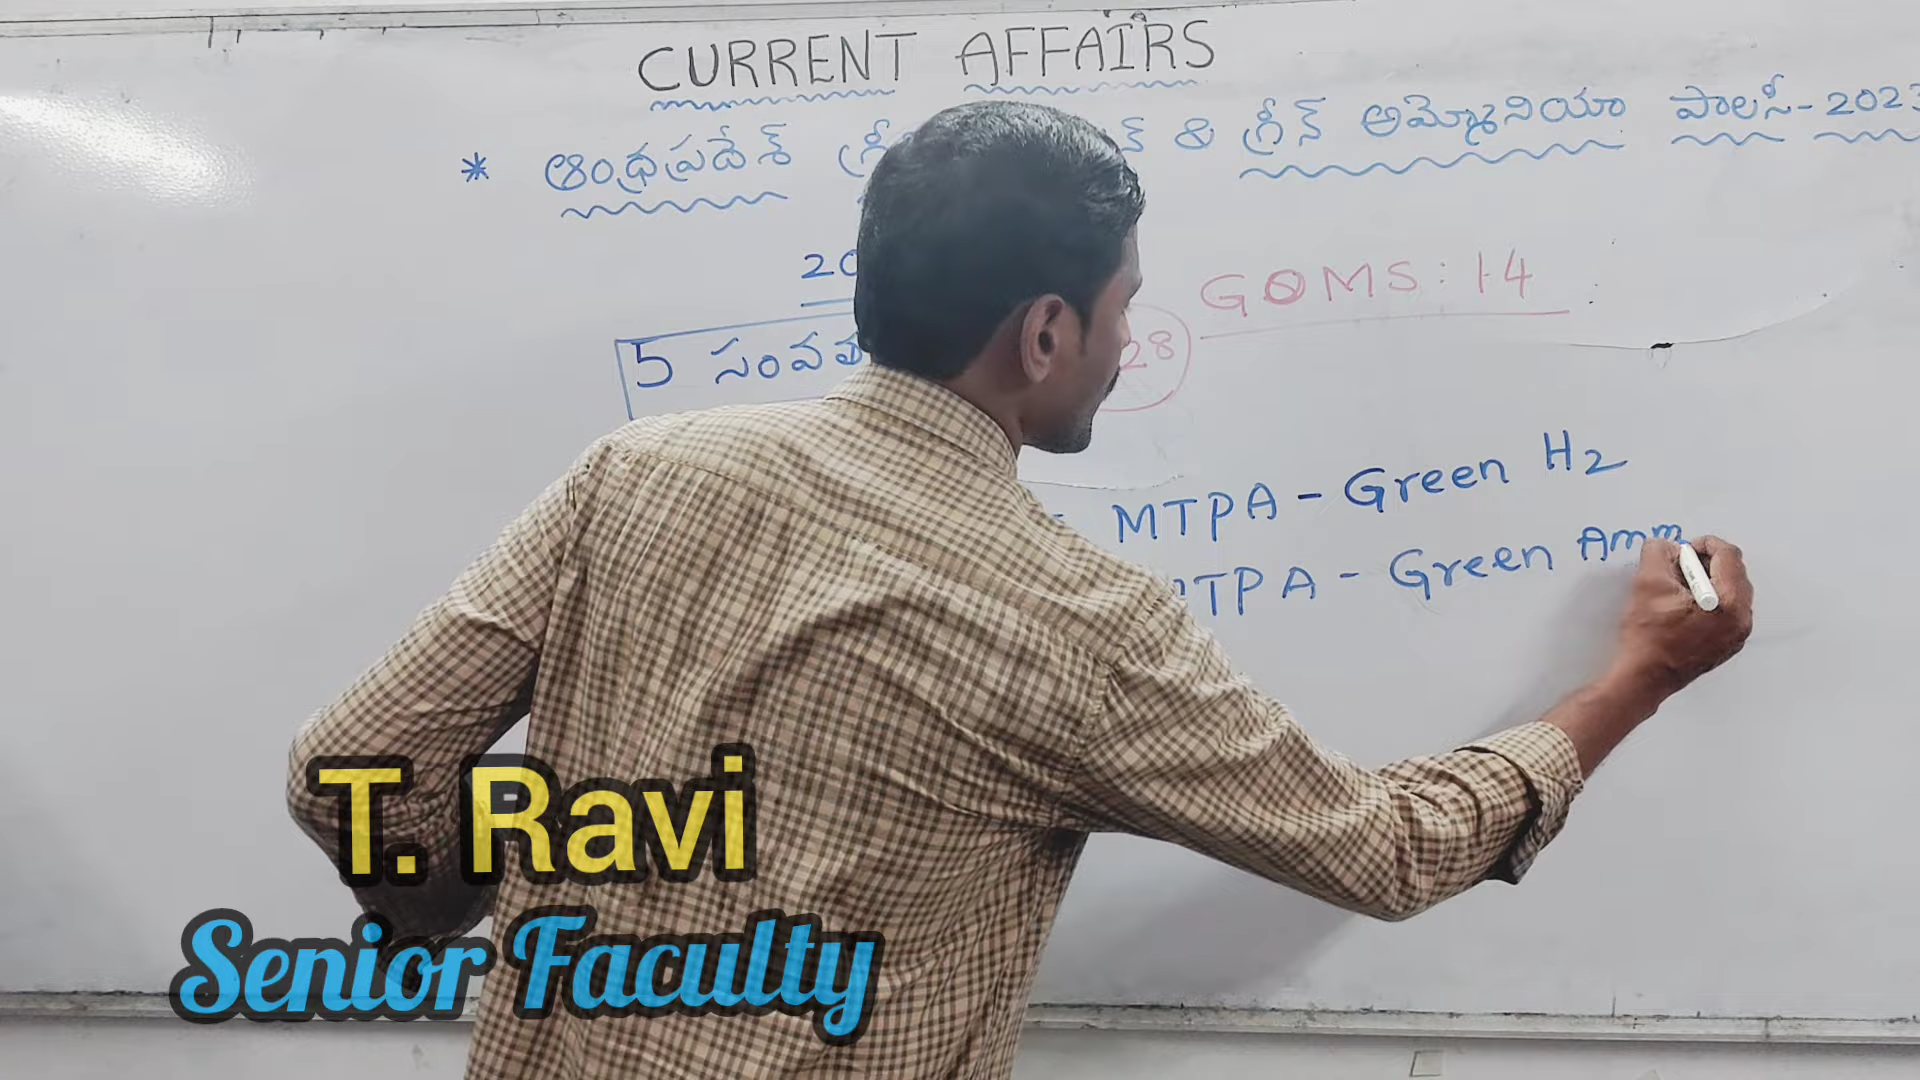 CURRENT AFFAIRS
* ఆంధ్రప్రదేశ్ & గ్రీన్ అమ్మోనియా పాలసీ-2023
GOMS: 14
5 28
MTPA - Green H2
TPA - Green Amm
T. Ravi
Senior Faculty